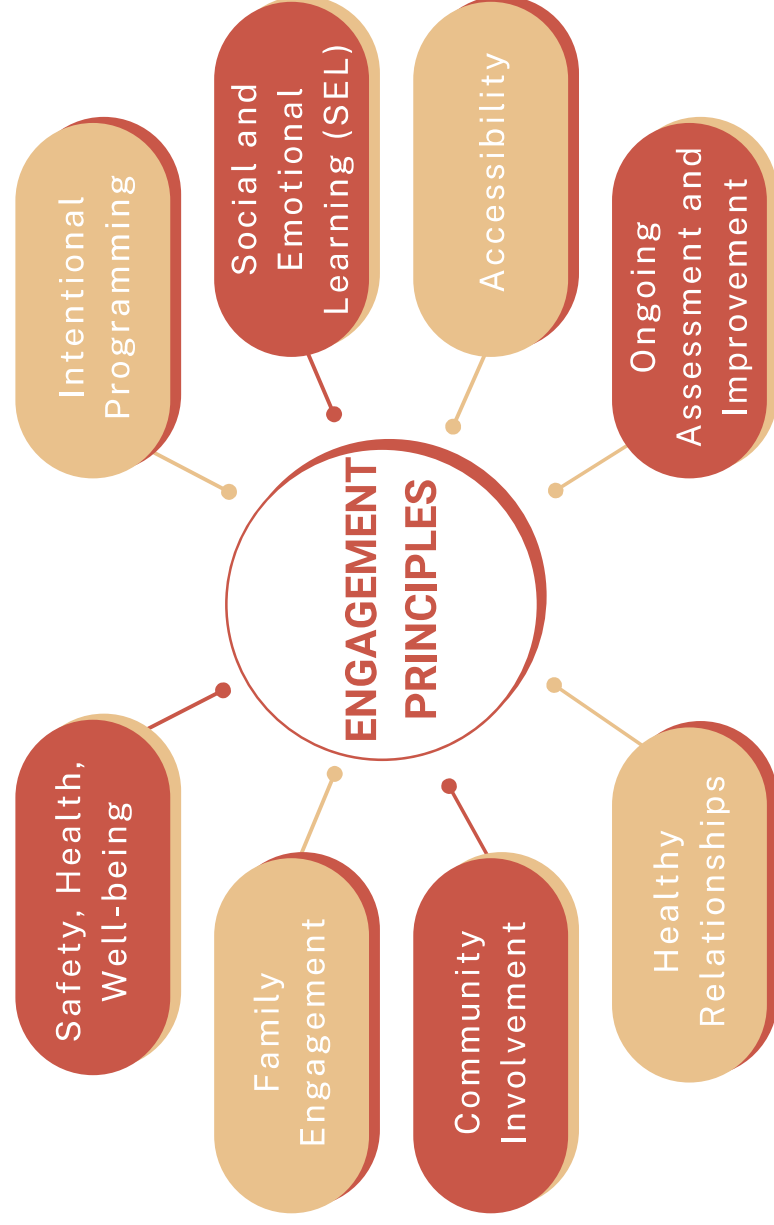 ENGAGEMENT
PRINCIPLES
Safety, Health,
Well-being
Family
Engagement
Community
Involvement
Healthy
Relationships
Intentional
Programming
Social and
Emotional
Learning (SEL)
Accessibility
Ongoing
Assessment and
Improvement